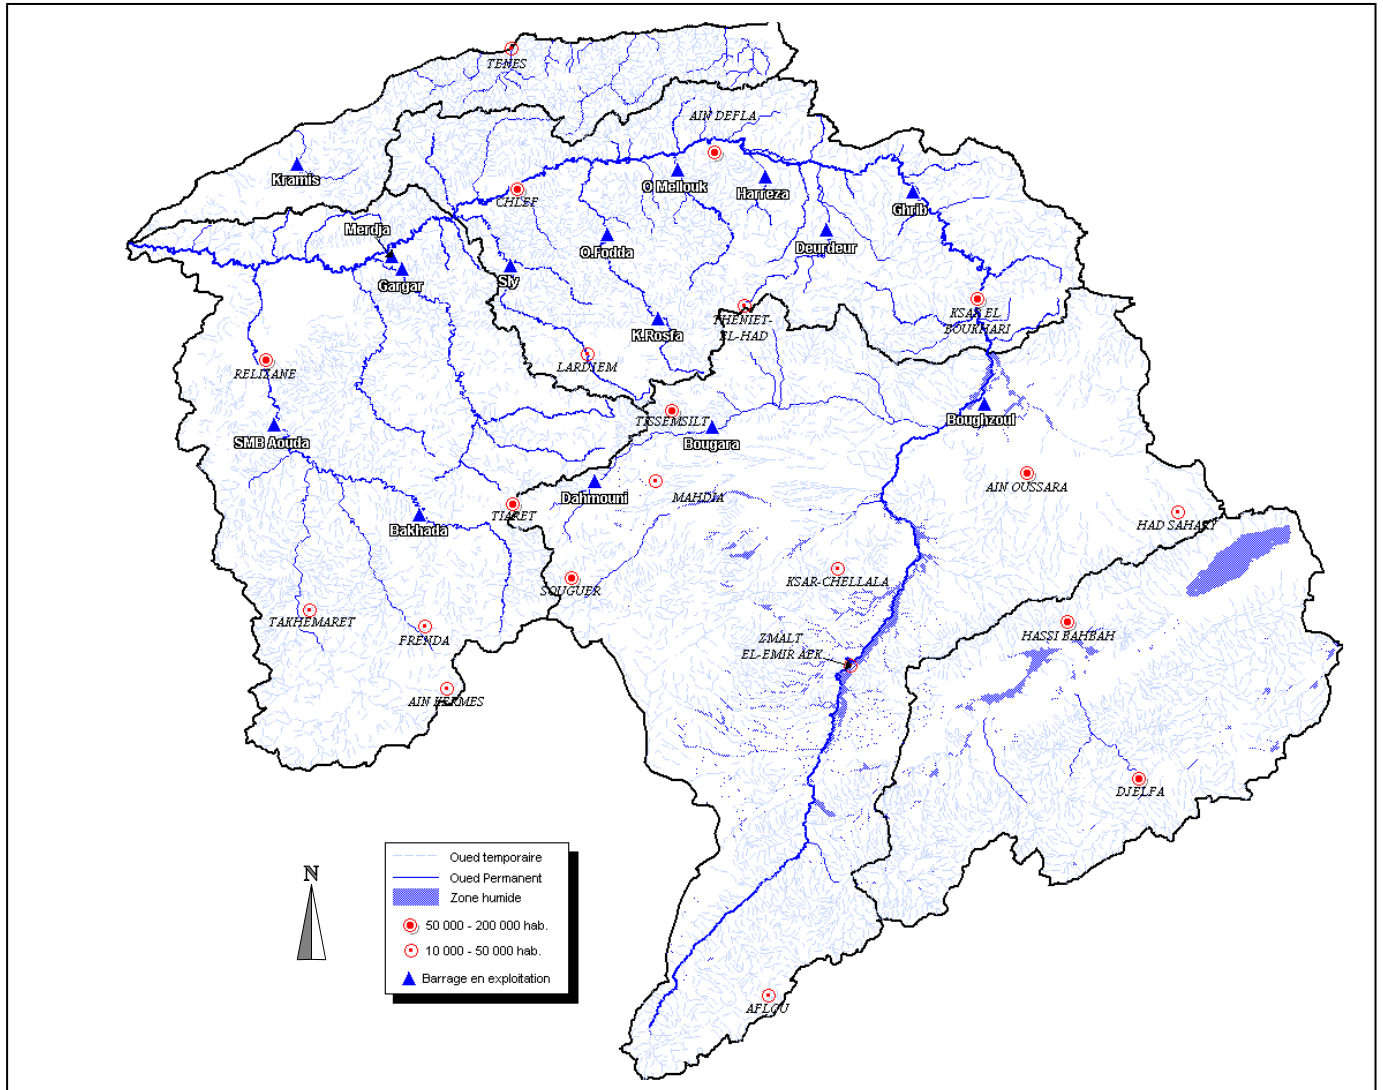 TENES
AIN DEFLA
Kramis
O Mellouk
Harreza
CHLEF
Ghrib
Merdja
Deurdeur
O.Fodda
Gargar
Sly
THENIET-
EL-HAD
KSAR EL
BOUKHARI
K.Rosfa
LARDJEM
RELIXANE
TISSEMSILT
Boughzoul
Bougara
SMB Aouda
AIN OUSSARA
Dahmouni
MAHDIA
TIARET
HAD SAHARY
Bakhada
KSAR-CHELLALA
SOUGUER
TAKHEMARET
FRENDA
HASSI BAHBAH
ZMALT
EL-EMIR AEK
AIN KERMES
DJELFA
Oued temporaire
Oued Permanent
Zone humide
50 000 - 200 000 hab.
10 000 - 50 000 hab.
Barrage en exploitation
N
AFLOU